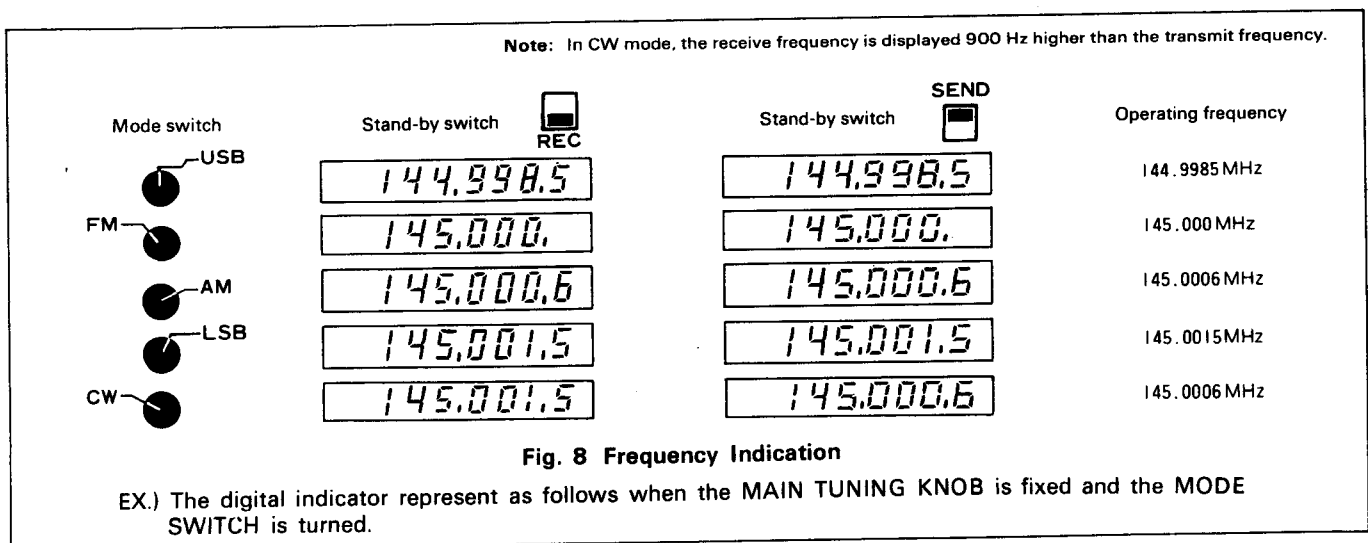 Note: In CW mode, the receive frequency is displayed 900 Hz higher than the transmit frequency.
Mode switch Stand-by switch REC Stand-by switch SEND Operating frequency
USB 144.998.5 144.998.5 144.9985 MHz
FM 145.000. 145.000. 145.000 MHz
AM 145.000.6 145.000.6 145.0006 MHz
LSB 145.001.5 145.001.5 145.0015 MHz
CW 145.001.5 145.000.6 145.0006 MHz
Fig. 8 Frequency Indication
EX.) The digital indicator represent as follows when the MAIN TUNING KNOB is fixed and the MODE
SWITCH is turned.